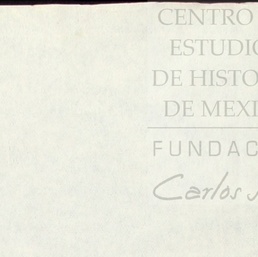 CENTRO
ESTUDIO
DE HISTO
DE MEXI
FUNDAC
Carlos